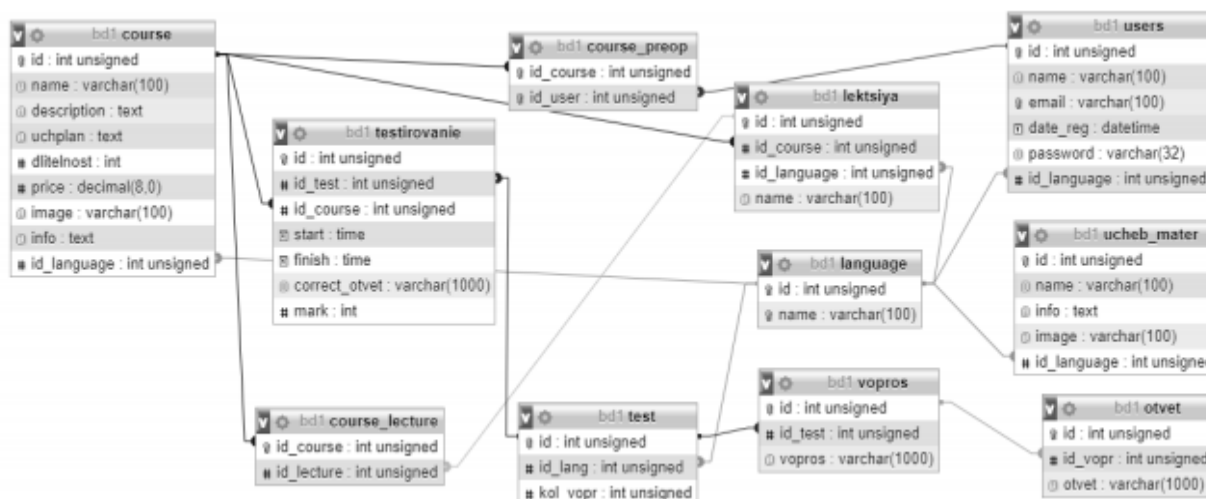 bd1 course
id : int unsigned
name : varchar(100)
description : text
uchplan : text
dlitelnost : int
price : decimal(8,0)
image : varchar(100)
info : text
id_language : int unsigned
bd1 course_preop
id_course : int unsigned
id_user : int unsigned
bd1 users
id : int unsigned
name : varchar(100)
email : varchar(100)
date_reg : datetime
password : varchar(32)
id_language : int unsigned
bd1 testirovanie
id : int unsigned
id_test : int unsigned
id_course : int unsigned
start : time
finish : time
correct_otvet : varchar(1000)
mark : int
bd1 lektsiya
id : int unsigned
id_course : int unsigned
id_language : int unsigned
name : varchar(100)
bd1 language
id : int unsigned
name : varchar(100)
bd1 ucheb_mater
id : int unsigned
name : varchar(100)
info : text
image : varchar(100)
id_language : int unsigne
bd1 course_lecture
id_course : int unsigned
id_lecture : int unsigned
bd1 test
id : int unsigned
id_lang : int unsigned
kol_vopr : int unsigned
bd1 vopros
id : int unsigned
id_test : int unsigned
vopros : varchar(1000)
bd1 otvet
id : int unsigned
id_vopr : int unsigned
otvet : varchar(1000)